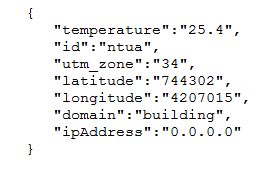 {
"temperature":"25.4",
"id":"ntua",
"utm_zone":"34",
"latitude":"744302",
"longitude":"4207015",
"domain":"building",
"ipAddress":"0.0.0.0"
}